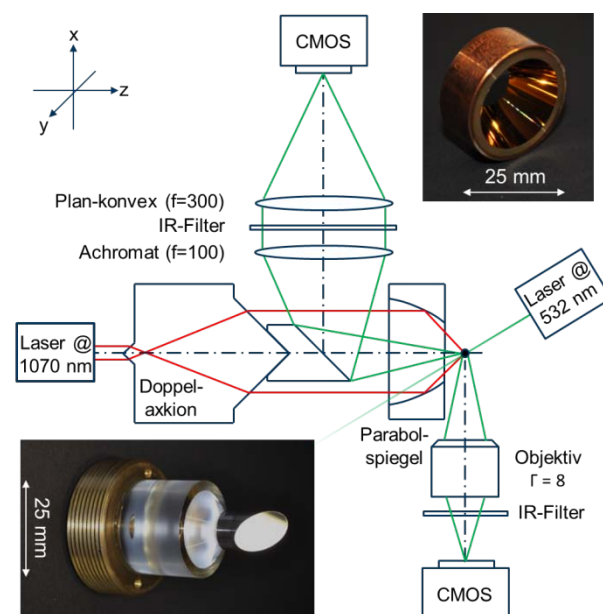 x
z
y
CMOS
25 mm
Plan-konvex (f=300)
IR-Filter
Achromat (f=100)
Laser @
532 nm
Laser @
1070 nm
Doppel-
axkion
Parabol-
spiegel
Objektiv
Γ = 8
IR-Filter
25 mm
CMOS